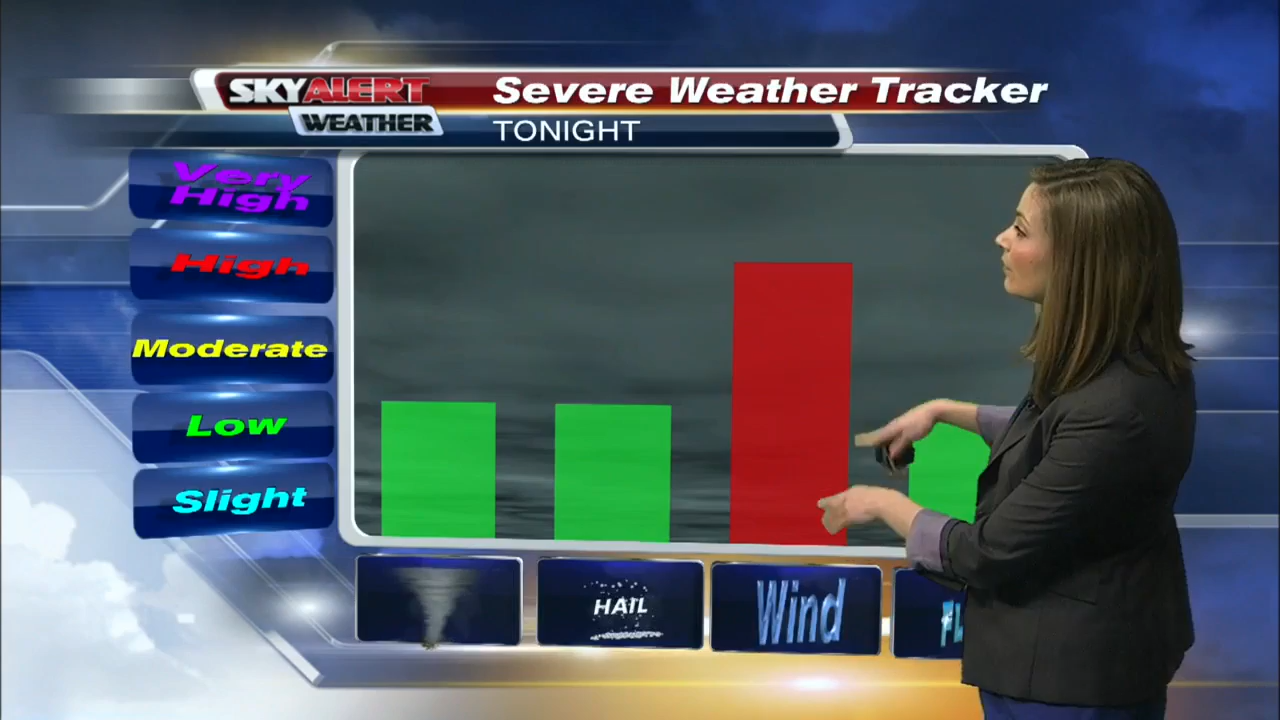 SKYALERT
WEATHER
Severe Weather Tracker
TONIGHT
Very
High
High
Moderate
Low
Slight
HAIL
Wind